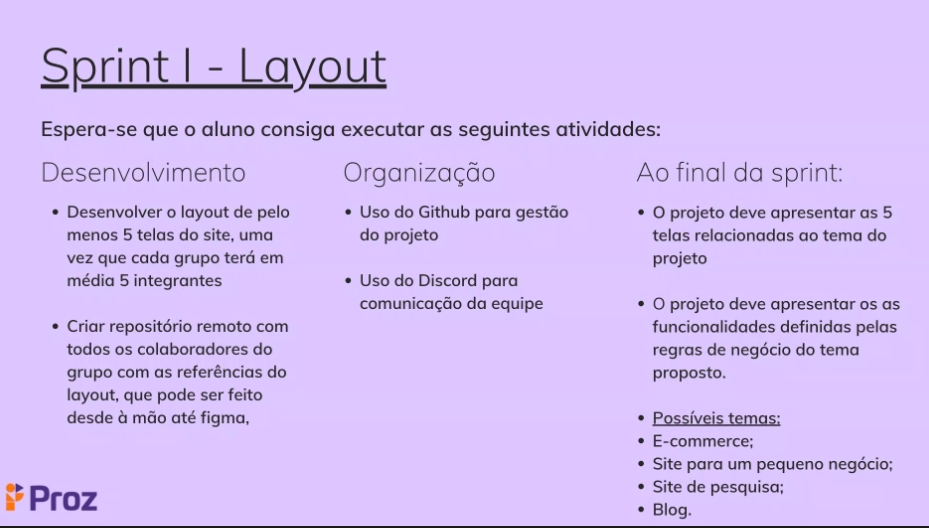 Sprint I - Layout
Espera-se que o aluno consiga executar as seguintes atividades:
Desenvolvimento
• Desenvolver o layout de pelo
menos 5 telas do site, uma
vez que cada grupo terá em
média 5 integrantes
• Criar repositório remoto com
todos os colaboradores do
grupo com as referências do
layout, que pode ser feito
desde à mão até figma,
Organização
• Uso do Github para gestão
do projeto
• Uso do Discord para
comunicação da equipe
Ao final da sprint:
• O projeto deve apresentar as 5
telas relacionadas ao tema do
projeto
• O projeto deve apresentar os as
funcionalidades definidas pelas
regras de negócio do tema
proposto.
• Possíveis temas:
• E-commerce;
• Site para um pequeno negócio;
• Site de pesquisa;
• Blog.
Proz